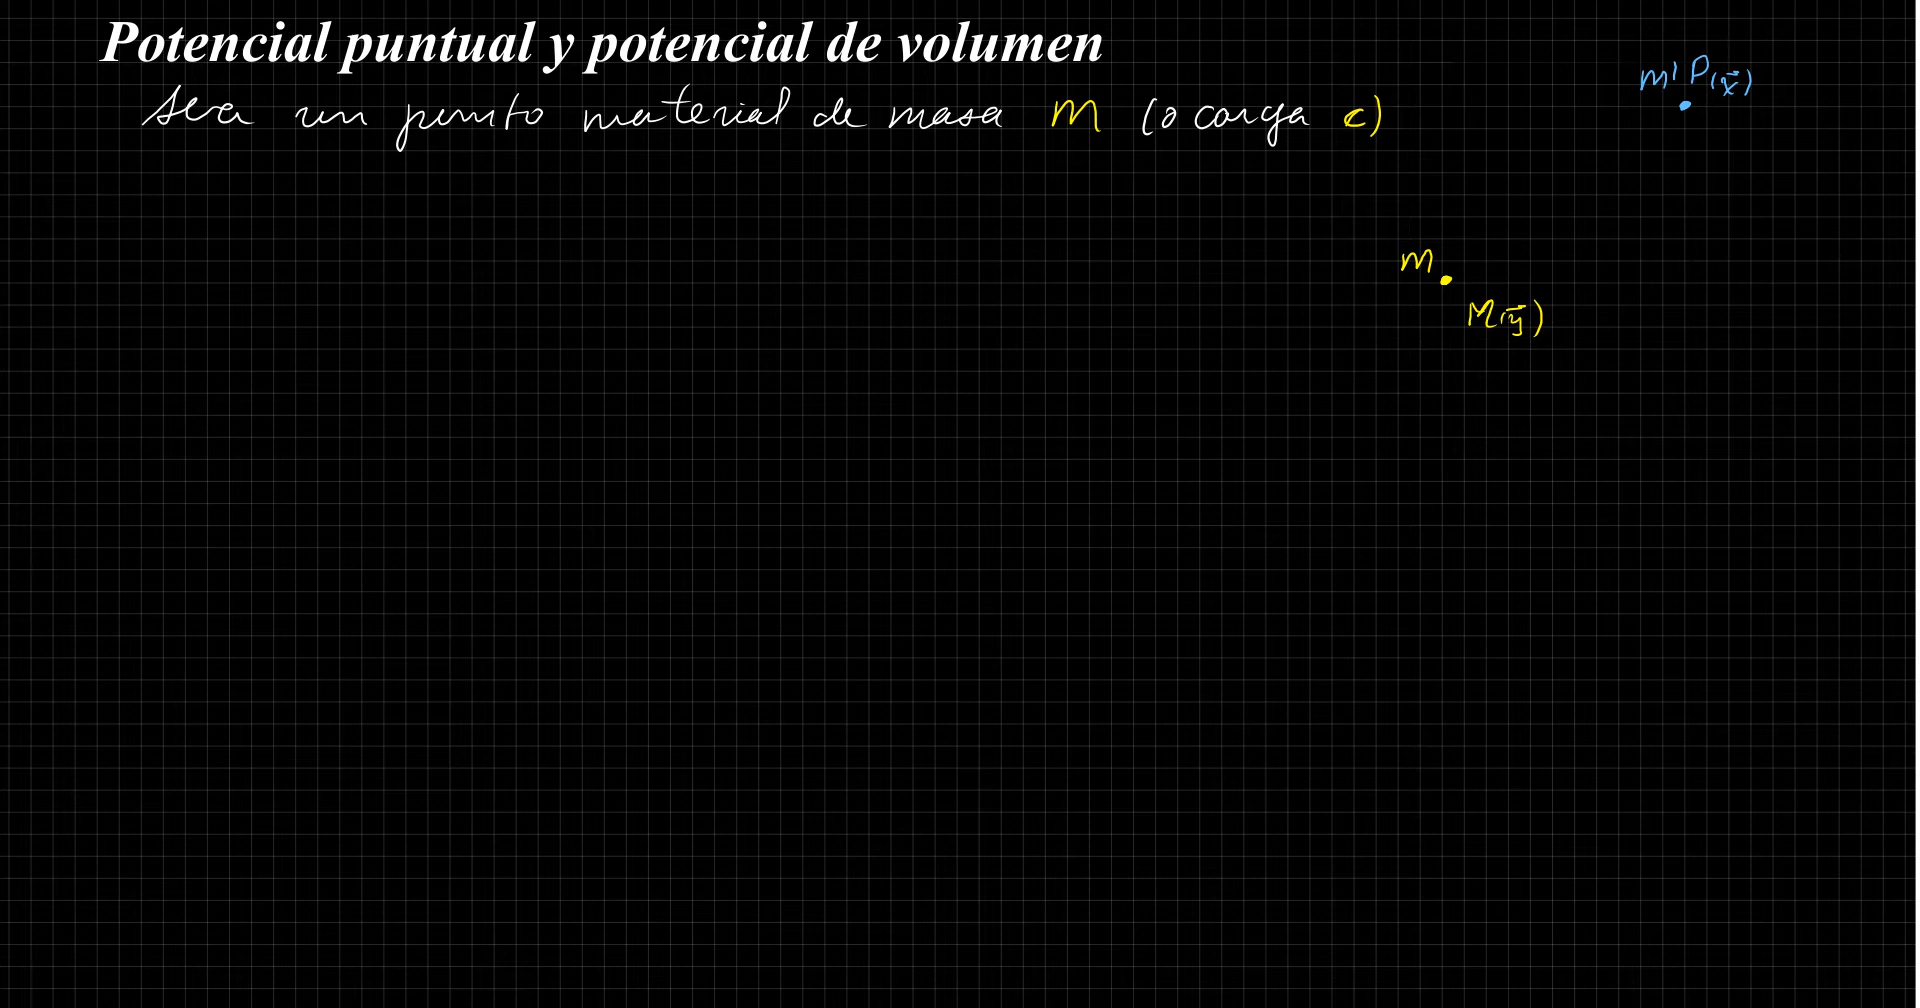 Potencial puntual y potencial de volumen
m' P(x⃗)
Sea un punto material de masa m (o carga c)
m
M(y⃗)